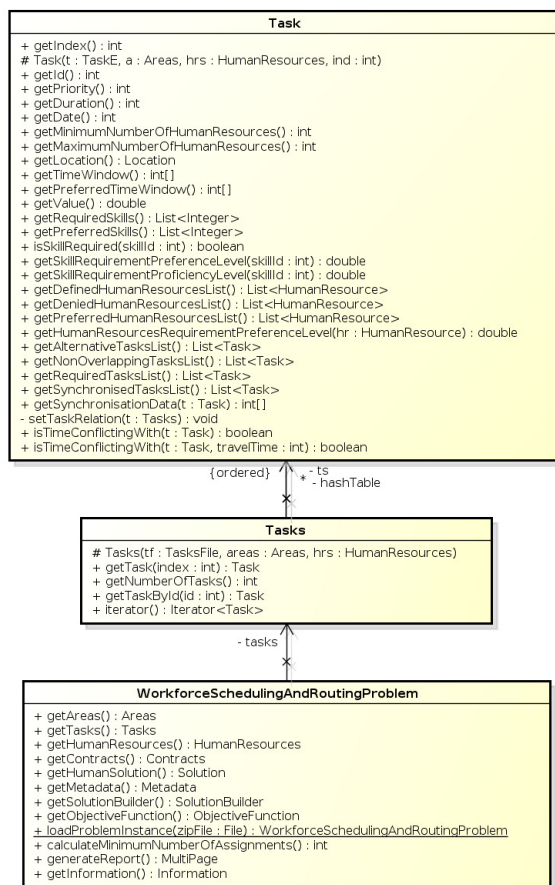 Task
+ getIndex() : int
# Task(t : TaskE, a : Areas, hrs : HumanResources, ind : int)
+ getId() : int
+ getPriority() : int
+ getDuration() : int
+ getDate() : int
+ getMinimumNumberOfHumanResources() : int
+ getMaximumNumberOfHumanResources() : int
+ getLocation() : Location
+ getTimeWindow() : int[]
+ getPreferredTimeWindow() : int[]
+ getValue() : double
+ getRequiredSkills() : List<Integer>
+ getPreferredSkills() : List<Integer>
+ isSkillRequired(skillId : int) : boolean
+ getSkillRequirementPreferenceLevel(skillId : int) : double
+ getSkillRequirementProficiencyLevel(skillId : int) : double
+ getDefinedHumanResourcesList() : List<HumanResource>
+ getDeniedHumanResourcesList() : List<HumanResource>
+ getPreferredHumanResourcesList() : List<HumanResource>
+ getHumanResourcesRequirementPreferenceLevel(hr : HumanResource) : double
+ getAlternativeTasksList() : List<Task>
+ getNonOverlappingTasksList() : List<Task>
+ getRequiredTasksList() : List<Task>
+ getSynchronisedTasksList() : List<Task>
+ getSynchronisationData(t : Task) : int[]
- setTaskRelation(t : Tasks) : void
+ isTimeConflictingWith(t : Task) : boolean
+ isTimeConflictingWith(t : Task, travelTime : int) : boolean
{ordered} - ts
* - hashTable
Tasks
# Tasks(tf : TasksFile, areas : Areas, hrs : HumanResources)
+ getTask(index : int) : Task
+ getNumberOfTasks() : int
+ getTaskById(id : int) : Task
+ iterator() : Iterator<Task>
- tasks
WorkforceSchedulingAndRoutingProblem
+ getAreas() : Areas
+ getTasks() : Tasks
+ getHumanResources() : HumanResources
+ getContracts() : Contracts
+ getHumanSolution() : Solution
+ getMetadata() : Metadata
+ getSolutionBuilder() : SolutionBuilder
+ getObjectiveFunction() : ObjectiveFunction
+ loadProblemInstance(zipFile : File) : WorkforceSchedulingAndRoutingProblem
+ calculateMinimumNumberOfAssignments() : int
+ generateReport() : MultiPage
+ getInformation() : Information